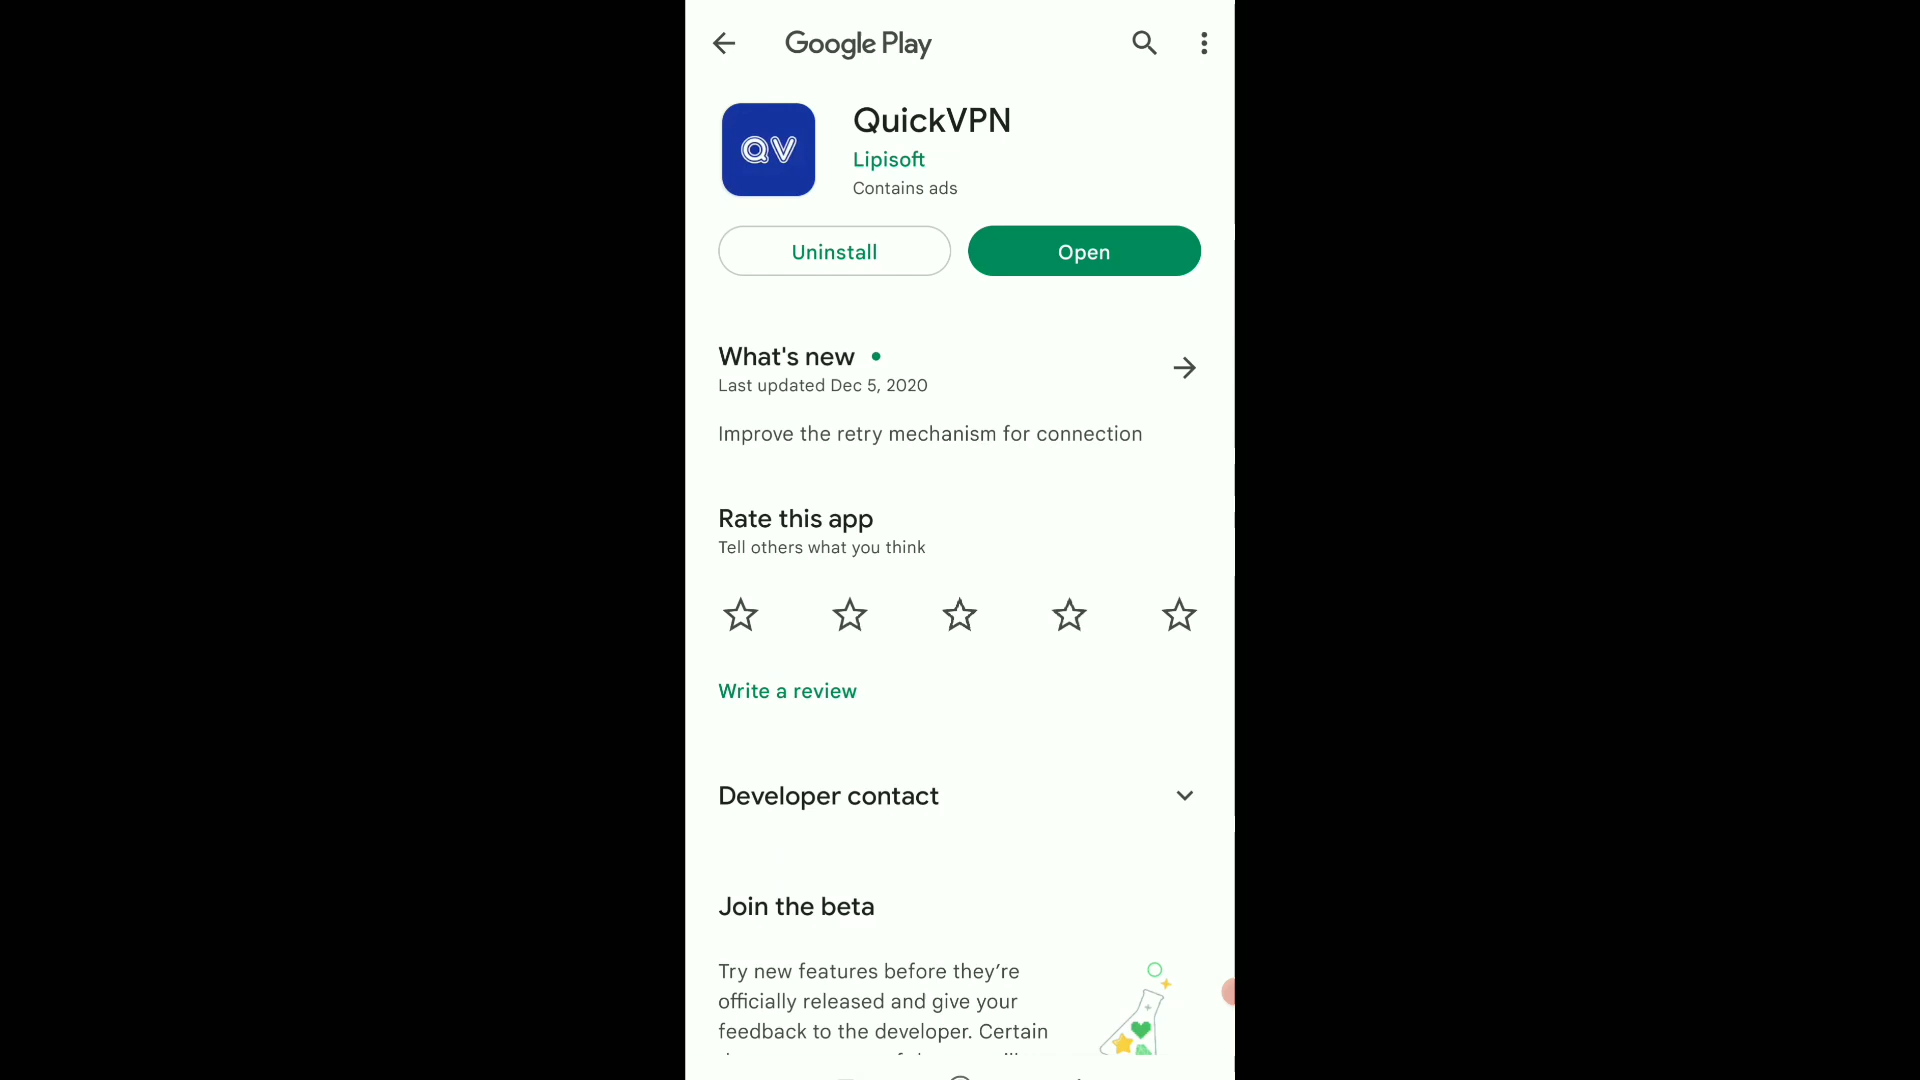 Google Play
QV
QuickVPN
Lipisoft
Contains ads
Uninstall
Open
What's new
Last updated Dec 5, 2020
Improve the retry mechanism for connection
Rate this app
Tell others what you think
Write a review
Developer contact
Join the beta
Try new features before they’re
officially released and give your
feedback to the developer. Certain